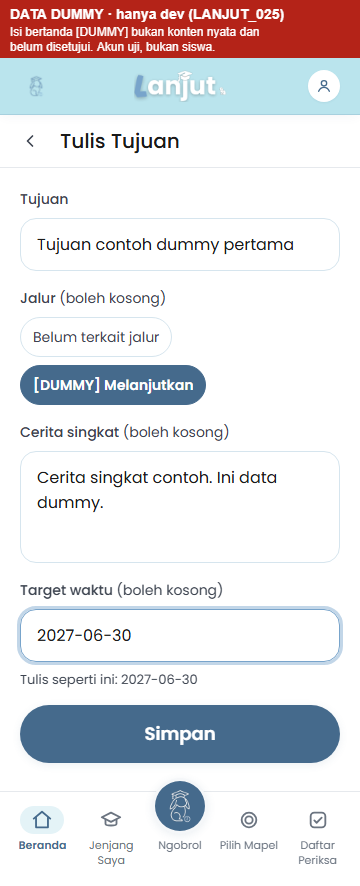 DATA DUMMY - hanya dev (LANJUT_025)
Isi bertanda [DUMMY] bukan konten nyata dan
belum disetujui. Akun uji, bukan siswa.
Lanjut
Tulis Tujuan
Tujuan
Tujuan contoh dummy pertama
Jalur (boleh kosong)
Belum terkait jalur
[DUMMY] Melanjutkan
Cerita singkat (boleh kosong)
Cerita singkat contoh. Ini data
dummy.
Target waktu (boleh kosong)
2027-06-30
Tulis seperti ini: 2027-06-30
Simpan
Beranda
Jenjang
Saya
Ngobrol
Pilih Mapel
Daftar
Periksa